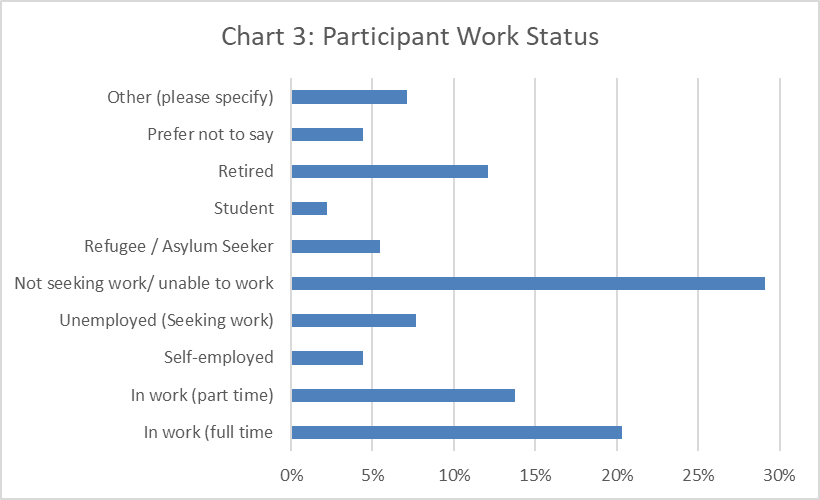 Chart 3: Participant Work Status
Other (please specify)
Prefer not to say
Retired
Student
Refugee / Asylum Seeker
Not seeking work/ unable to work
Unemployed (Seeking work)
Self-employed
In work (part time)
In work (full time
0% 5% 10% 15% 20% 25% 30%